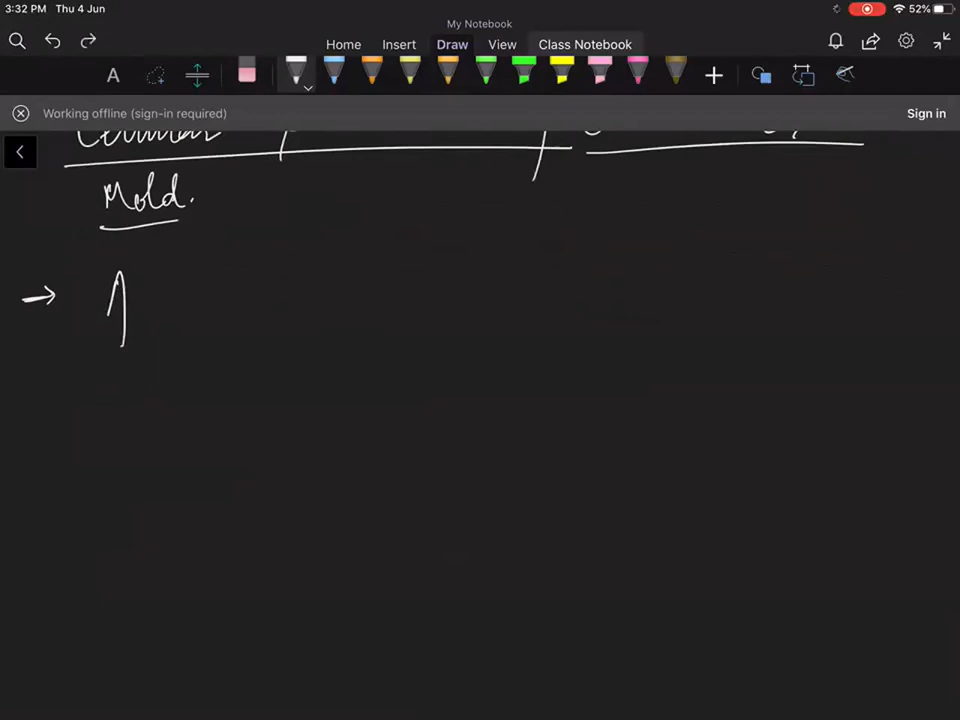 3:32 PM Thu 4 Jun
52%
My Notebook
Home Insert Draw View Class Notebook
A
Working offline (sign-in required) Sign in
Mold.
→